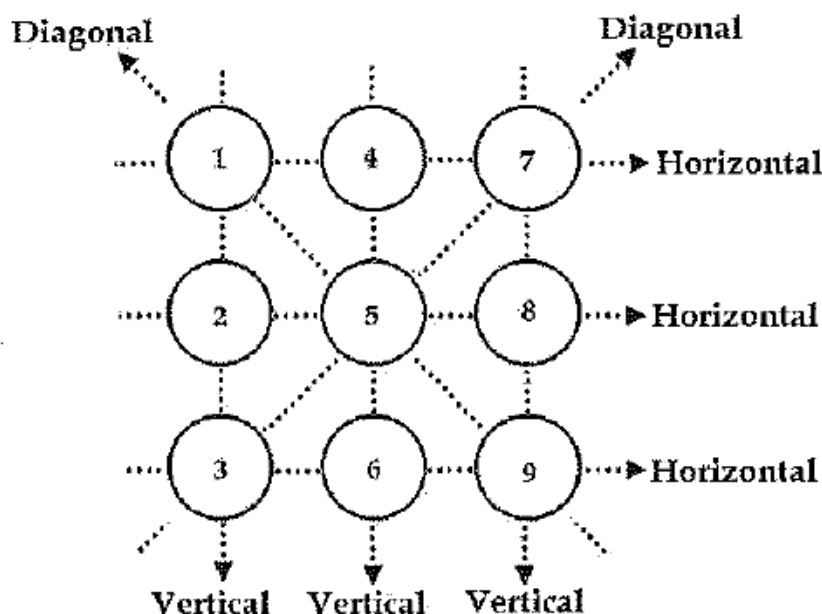 Diagonal Diagonal
1 4 7 Horizontal
2 5 8 Horizontal
3 6 9 Horizontal
Vertical Vertical Vertical